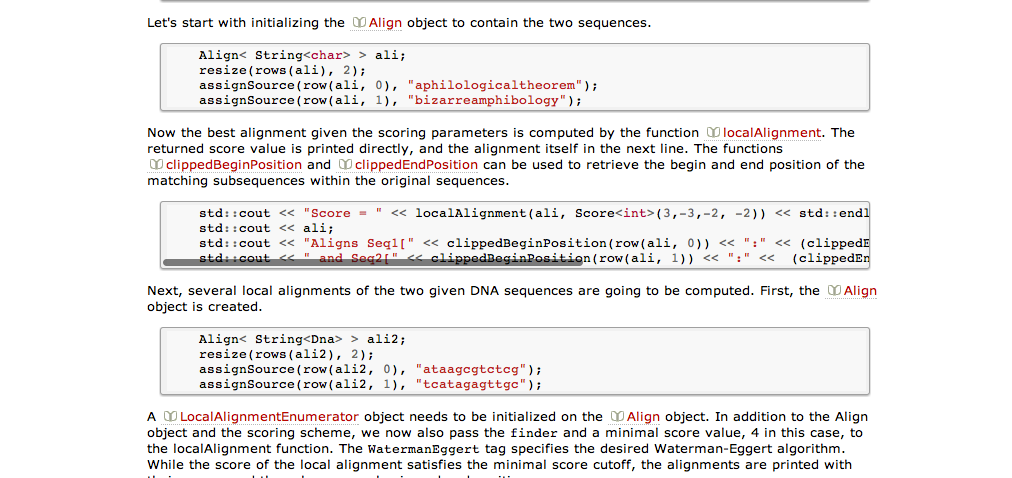 Let's start with initializing the Align object to contain the two sequences.
Align< String<char> > ali;
resize(rows(ali), 2);
assignSource(row(ali, 0), "aphilologicaltheorem");
assignSource(row(ali, 1), "bizarreamphibology");
Now the best alignment given the scoring parameters is computed by the function localAlignment. The
returned score value is printed directly, and the alignment itself in the next line. The functions
clippedBeginPosition and clippedEndPosition can be used to retrieve the begin and end position of the
matching subsequences within the original sequences.
std::cout << "Score = " << localAlignment(ali, Score<int>(3,-3,-2, -2)) << std::endl
std::cout << ali;
std::cout << "Aligns Seq1[" << clippedBeginPosition(row(ali, 0)) << ":" << (clippedE
std::cout << " and Seq2[" << clippedBeginPosition(row(ali, 1)) << ":" <<  (clippedEn
Next, several local alignments of the two given DNA sequences are going to be computed. First, the Align
object is created.
Align< String<Dna> > ali2;
resize(rows(ali2), 2);
assignSource(row(ali2, 0), "ataagcgtctcg");
assignSource(row(ali2, 1), "tcatagagttgc");
A LocalAlignmentEnumerator object needs to be initialized on the Align object. In addition to the Align
object and the scoring scheme, we now also pass the finder and a minimal score value, 4 in this case, to
the localAlignment function. The WatermanEggert tag specifies the desired Waterman-Eggert algorithm.
While the score of the local alignment satisfies the minimal score cutoff, the alignments are printed with